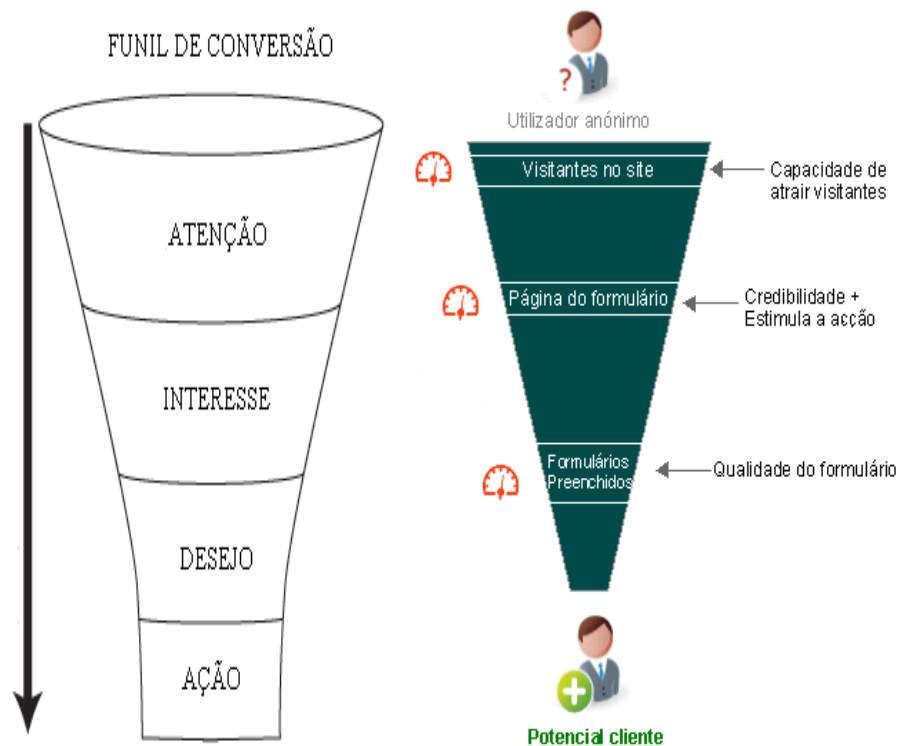 FUNIL DE CONVERSÃO
ATENÇÃO
INTERESSE
DESEJO
AÇÃO
?
Utilizador anónimo
Visitantes no site
Capacidade de
atrair visitantes
Página do formulário
Credibilidade +
Estimula a acção
Formulários
Preenchidos
Qualidade do formulário
Potencial cliente